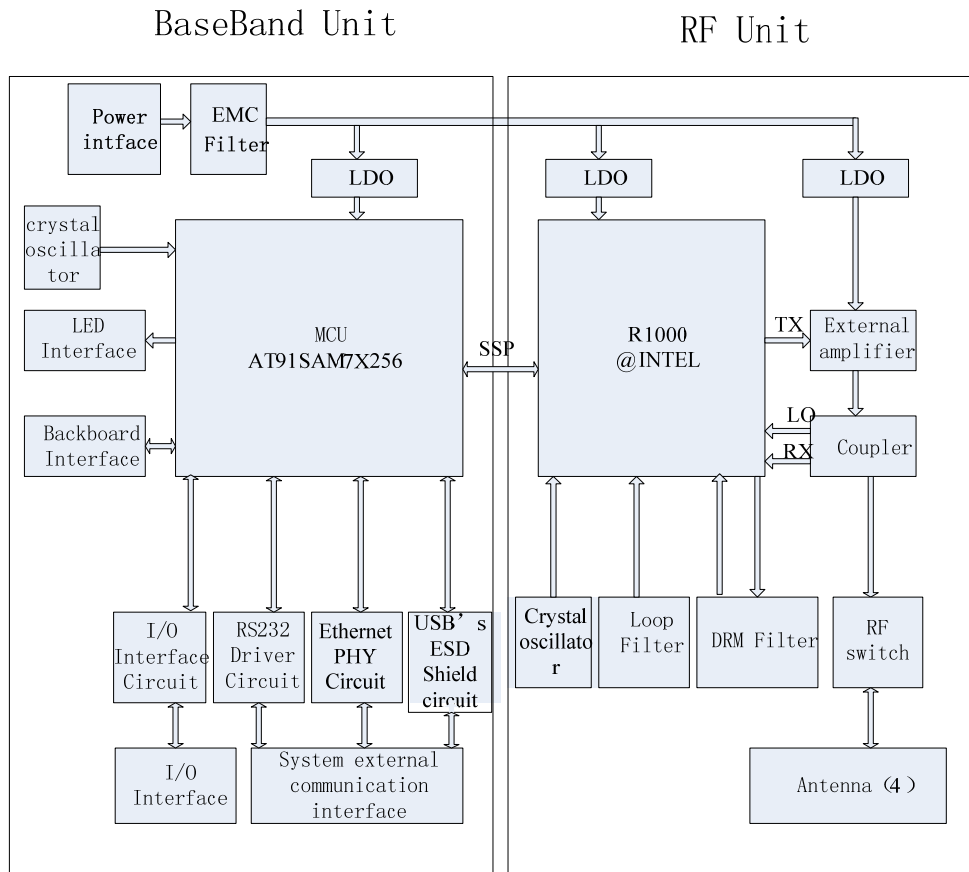 BaseBand Unit
RF Unit
Power
intface
EMC
Filter
LDO
LDO
LDO
crystal
oscilla
tor
LED
Interface
Backboard
Interface
MCU
AT91SAM7X256
SSP
R1000
@INTEL
TX
External
amplifier
LO
RX
Coupler
I/O
Interface
Circuit
RS232
Driver
Circuit
Ethernet
PHY
Circuit
USB’s
ESD
Shield
circuit
Crystal
oscillato
r
Loop
Filter
DRM Filter
RF
switch
I/O
Interface
System external
communication
interface
Antenna（4）